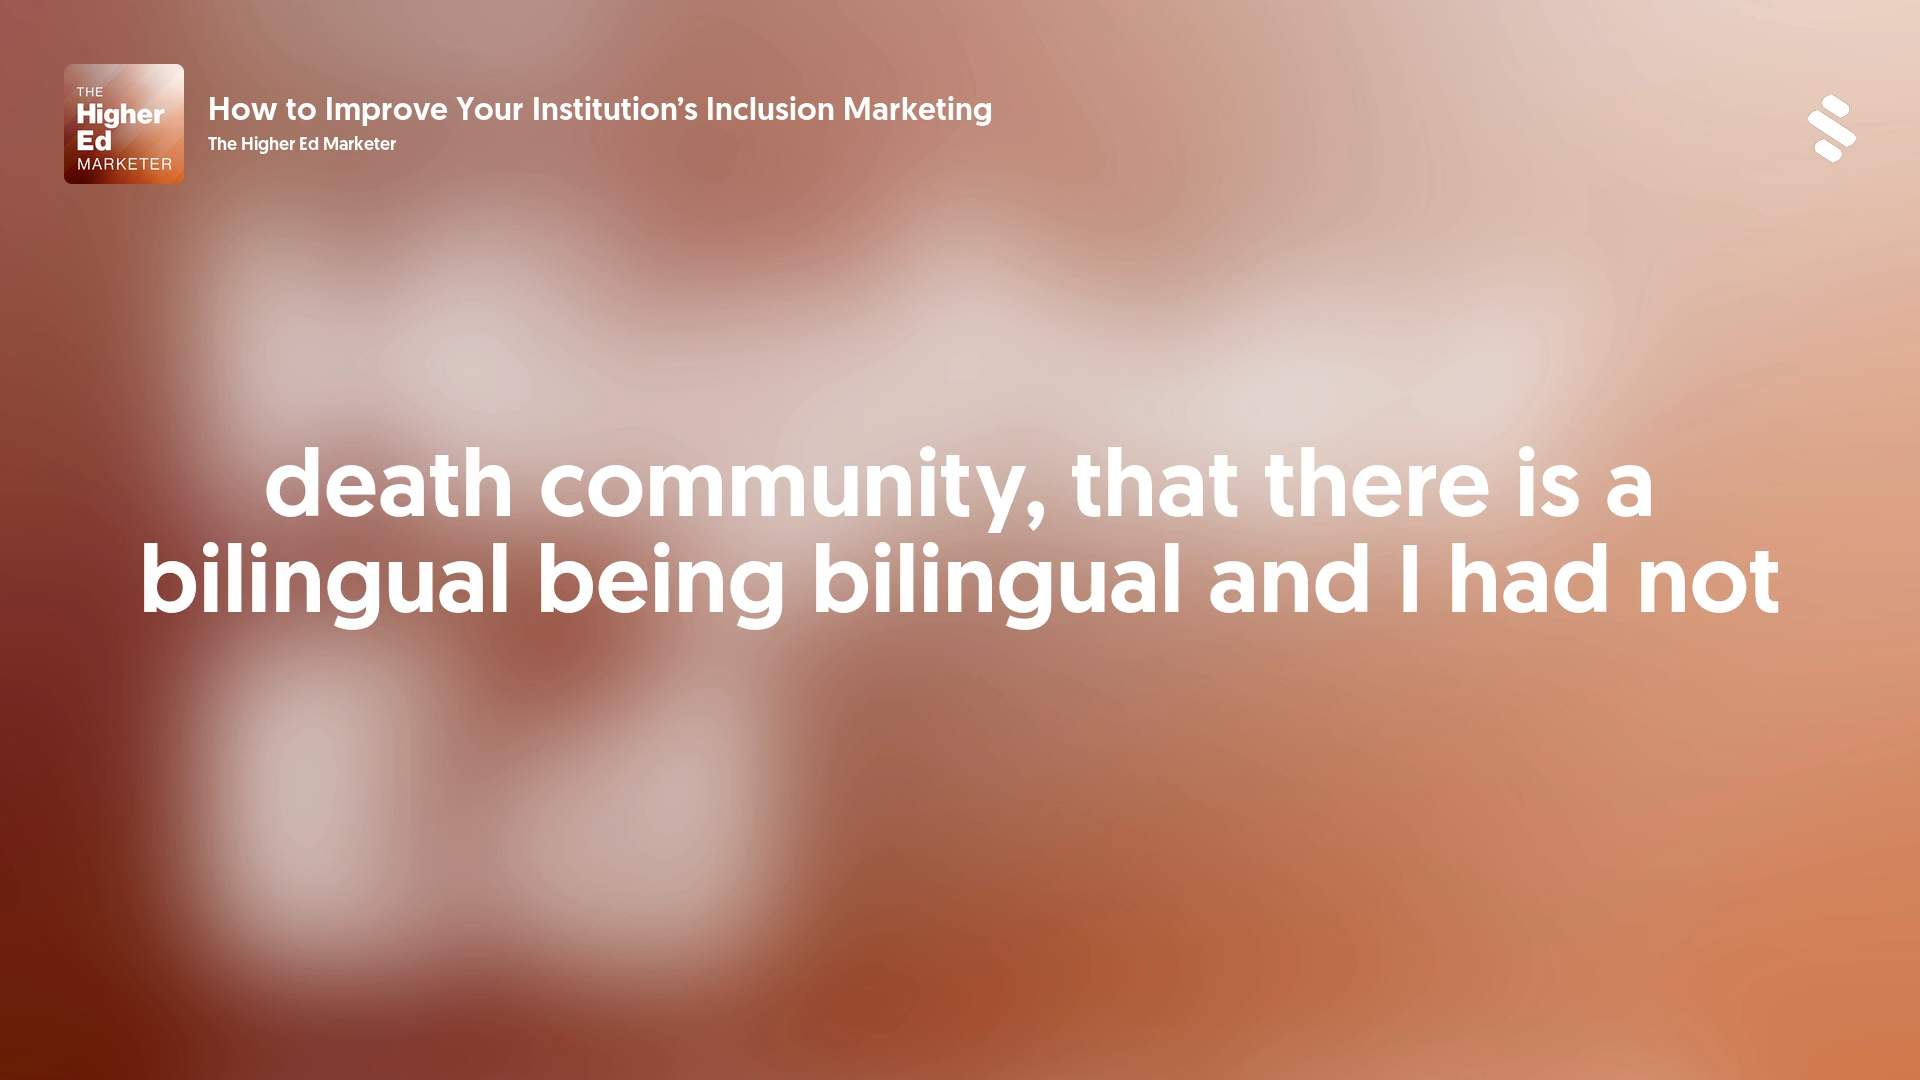 THE
Higher
Ed
MARKETER
How to Improve Your Institution’s Inclusion Marketing
The Higher Ed Marketer
death community, that there is a
bilingual being bilingual and I had not